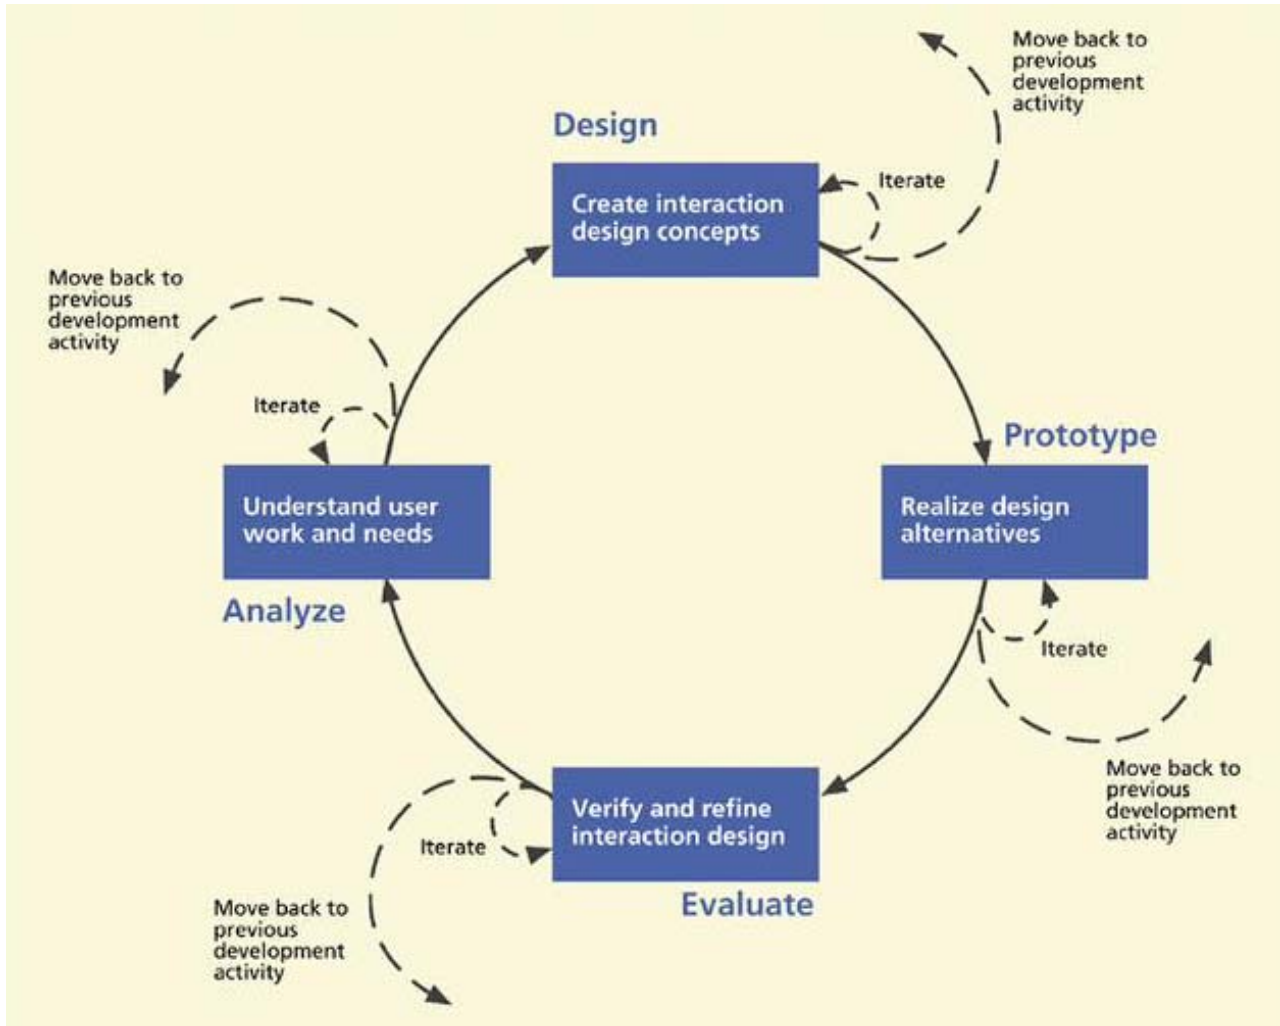 Move back to
previous
development
activity
Design
Iterate
Create interaction
design concepts
Move back to
previous
development
activity
Iterate
Prototype
Understand user
work and needs
Realize design
alternatives
Analyze
Iterate
Move back to
previous
development
activity
Verify and refine
interaction design
Iterate
Evaluate
Move back to
previous
development
activity